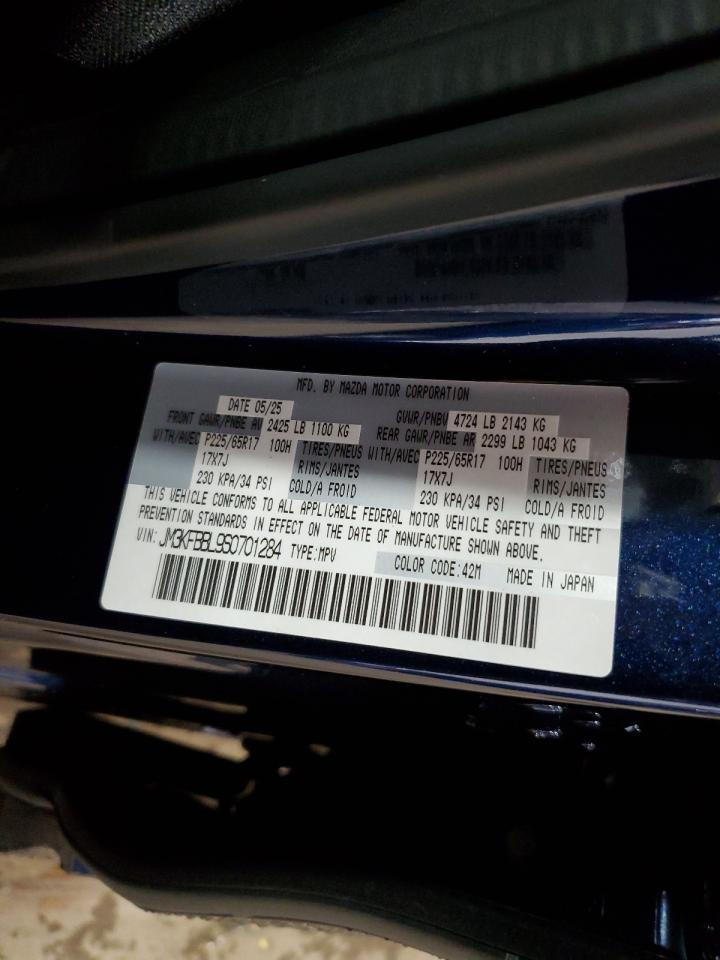 MFD. BY MAZDA MOTOR CORPORATION
DATE 05/25 GVWR/PNBV 4724 LB 2143 KG
FRONT GAWR/PNBE AV 2425 LB 1100 KG REAR GAWR/PNBE AR 2299 LB 1043 KG
WITH/AVEC P225/65R17 100H TIRES/PNEUS WITH/AVEC P225/65R17 100H TIRES/PNEUS
17X7J RIMS/JANTES 17X7J RIMS/JANTES
230 KPA/34 PSI COLD/A FROID 230 KPA/34 PSI COLD/A FROID
THIS VEHICLE CONFORMS TO ALL APPLICABLE FEDERAL MOTOR VEHICLE SAFETY AND THEFT
PREVENTION STANDARDS IN EFFECT ON THE DATE OF MANUFACTURE SHOWN ABOVE.
VIN: JM3KFBBL9S0701284 TYPE:MPV COLOR CODE:42M MADE IN JAPAN